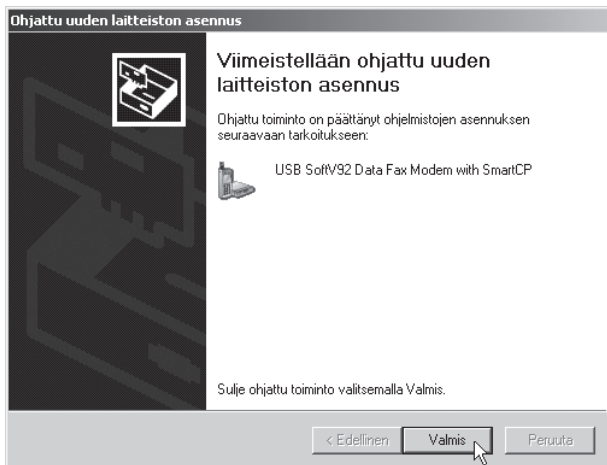 Ohjattu uuden laitteiston asennus
Viimeistellään ohjattu uuden
laitteiston asennus
Ohjattu toiminto on päättänyt ohjelmistojen asennuksen
seuraavaan tarkoitukseen:
USB SoftV92 Data Fax Modem with SmartCP
Sulje ohjattu toiminto valitsemalla Valmis.
< Edellinen Valmis Peruuta